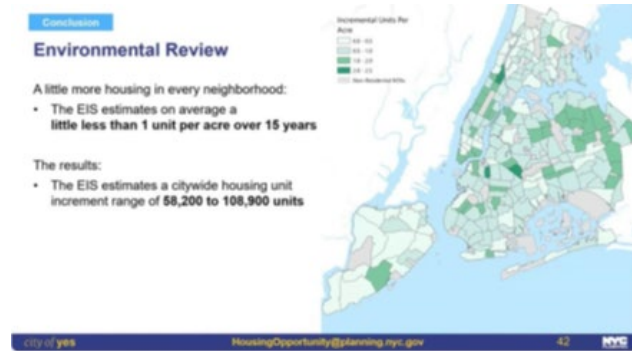 Conclusion
Environmental Review
A little more housing in every neighborhood:
• The EIS estimates on average a
little less than 1 unit per acre over 15 years
The results:
• The EIS estimates a citywide housing unit
increment range of 58,200 to 108,900 units
Incremental Units Per
Acre
city of yes
HousingOpportunity@planning.nyc.gov
42
NYC